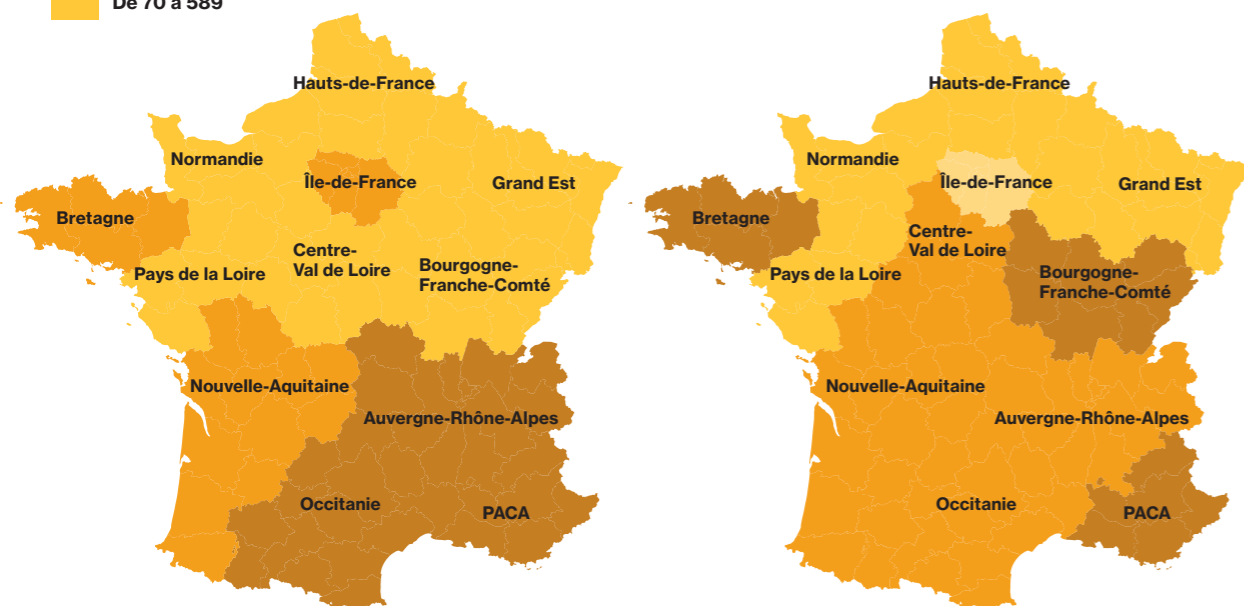 De 70 à 589
Hauts-de-France
Normandie
Île-de-France
Grand Est
Bretagne
Centre-
Val de Loire
Pays de la Loire
Bourgogne-
Franche-Comté
Nouvelle-Aquitaine
Auvergne-Rhône-Alpes
Occitanie
PACA
Hauts-de-France
Normandie
Île-de-France
Grand Est
Bretagne
Centre-
Val de Loire
Pays de la Loire
Bourgogne-
Franche-Comté
Nouvelle-Aquitaine
Auvergne-Rhône-Alpes
Occitanie
PACA